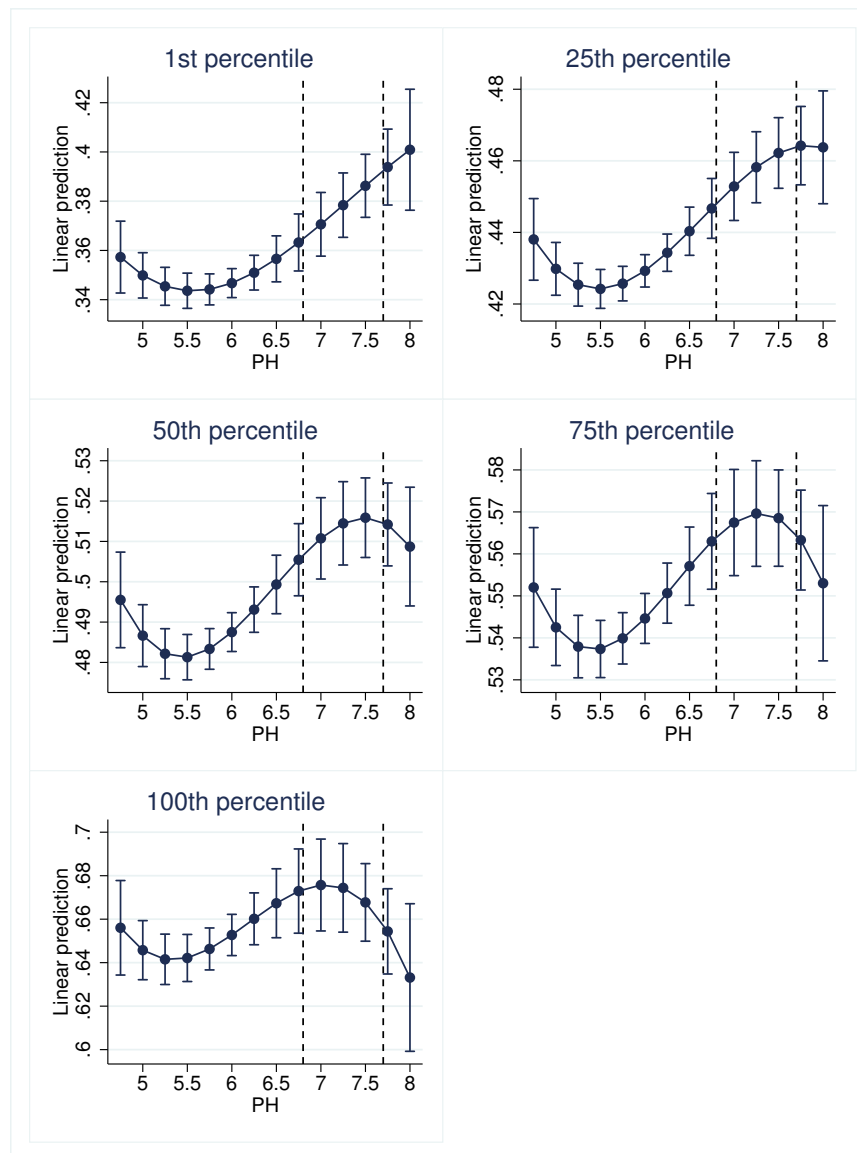 1st percentile
Linear prediction
.34 .36 .38 .4 .42
5 5.5 6 6.5 7 7.5 8
PH
25th percentile
Linear prediction
.42 .44 .46 .48
5 5.5 6 6.5 7 7.5 8
PH
50th percentile
Linear prediction
.48 .49 .5 .51 .52 .53
5 5.5 6 6.5 7 7.5 8
PH
75th percentile
Linear prediction
.53 .54 .55 .56 .57 .58
5 5.5 6 6.5 7 7.5 8
PH
100th percentile
Linear prediction
.6 .62 .64 .66 .68 .7
5 5.5 6 6.5 7 7.5 8
PH